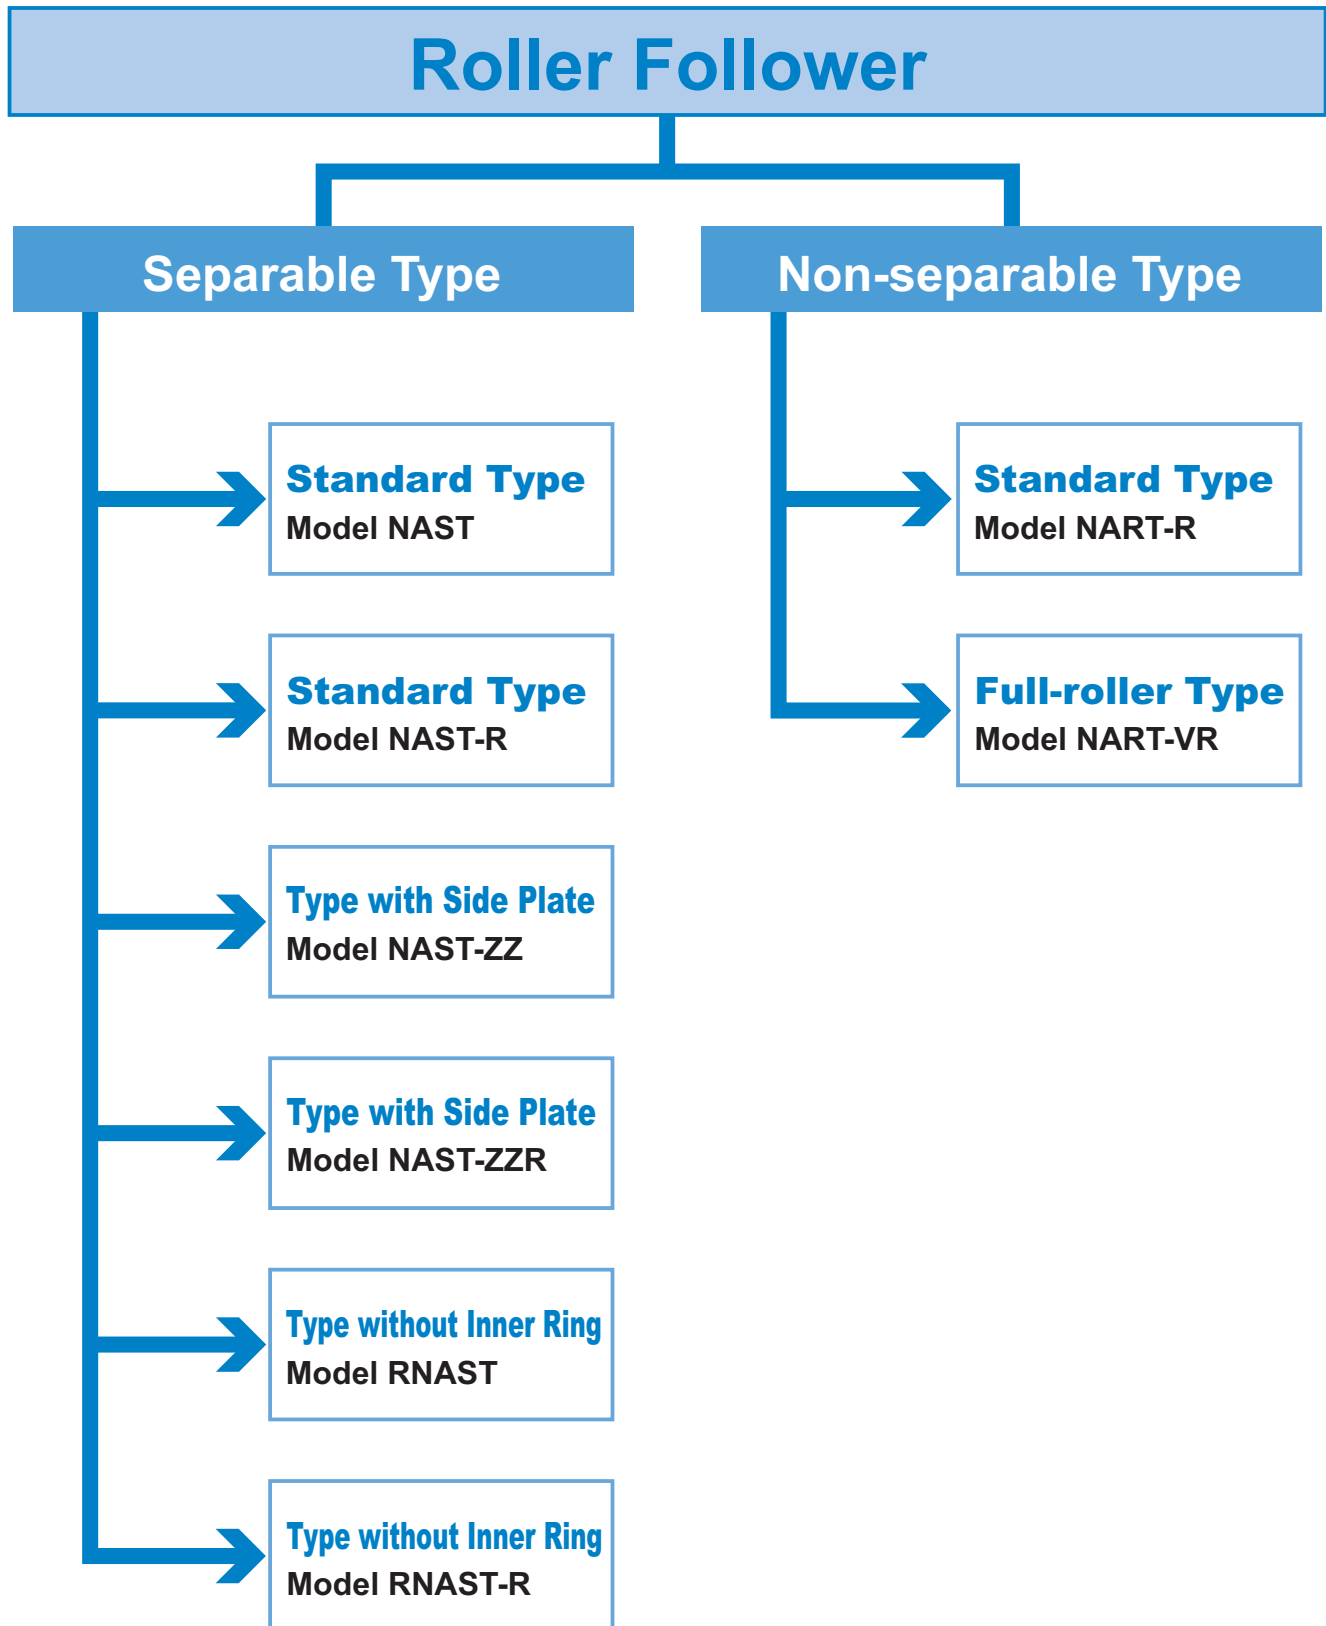 Roller Follower
Separable Type
Standard Type
Model NAST
Standard Type
Model NAST-R
Type with Side Plate
Model NAST-ZZ
Type with Side Plate
Model NAST-ZZR
Type without Inner Ring
Model RNAST
Type without Inner Ring
Model RNAST-R
Non-separable Type
Standard Type
Model NART-R
Full-roller Type
Model NART-VR